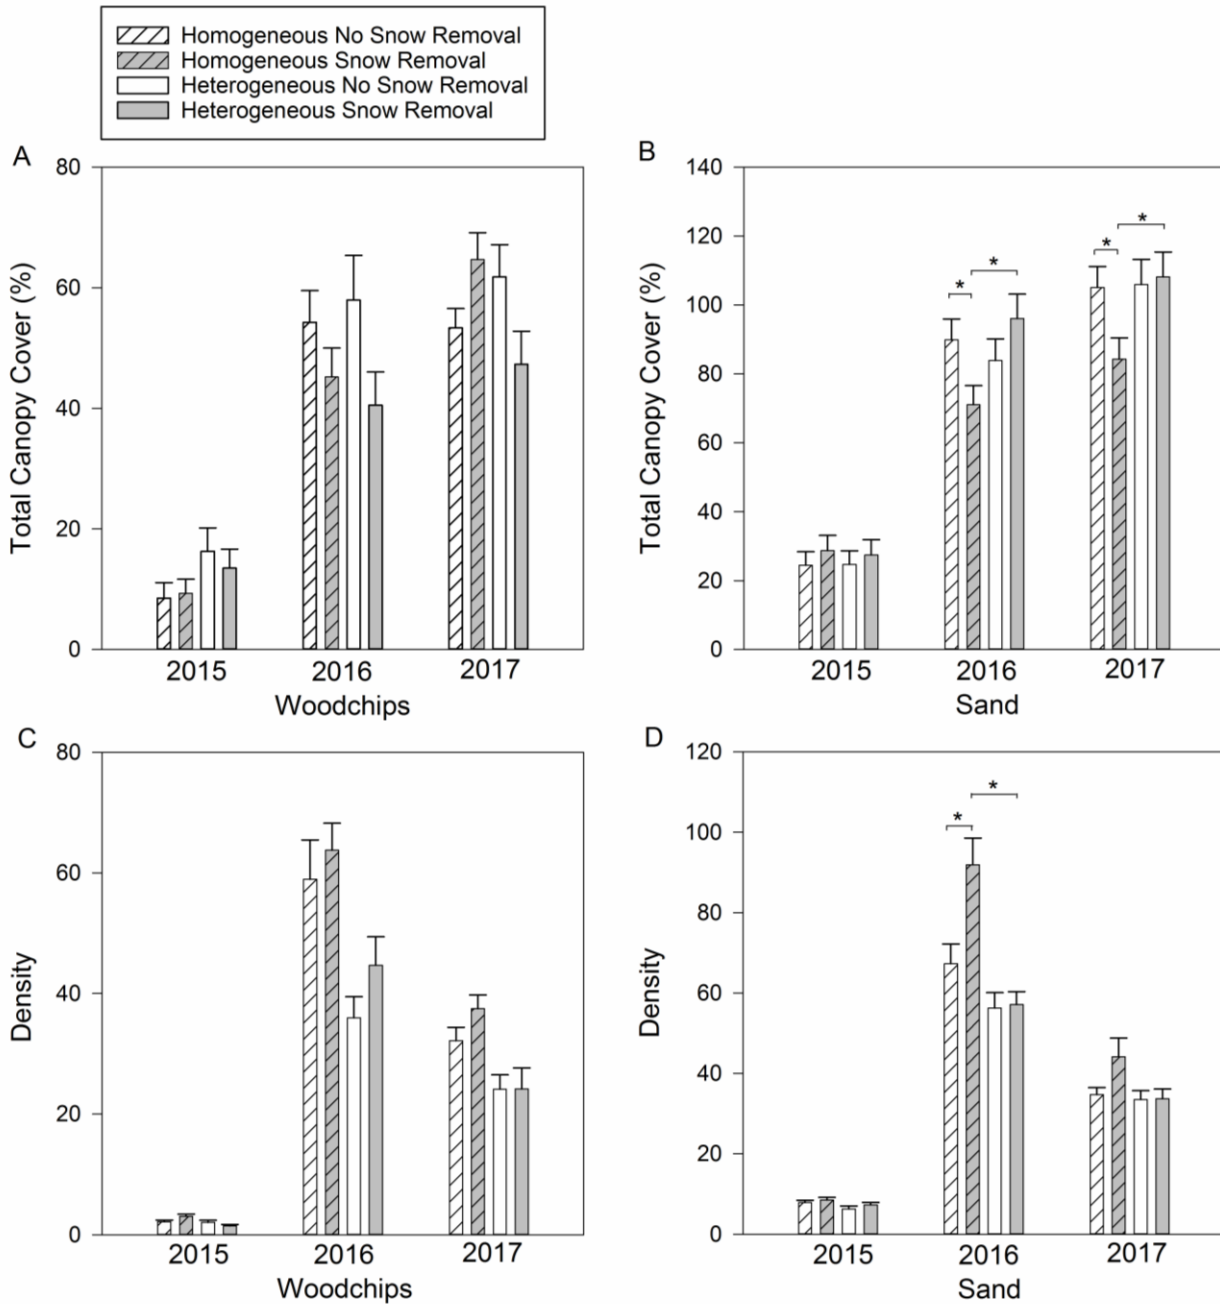 Homogeneous No Snow Removal
Homogeneous Snow Removal
Heterogeneous No Snow Removal
Heterogeneous Snow Removal
A
80
60
40
20
0
Total Canopy Cover (%)
2015 2016 2017
Woodchips
B
140
120
100
80
60
40
20
0
Total Canopy Cover (%)
* * * *
2015 2016 2017
Sand
C
80
60
40
20
0
Density
2015 2016 2017
Woodchips
D
120
100
80
60
40
20
0
Density
* *
2015 2016 2017
Sand